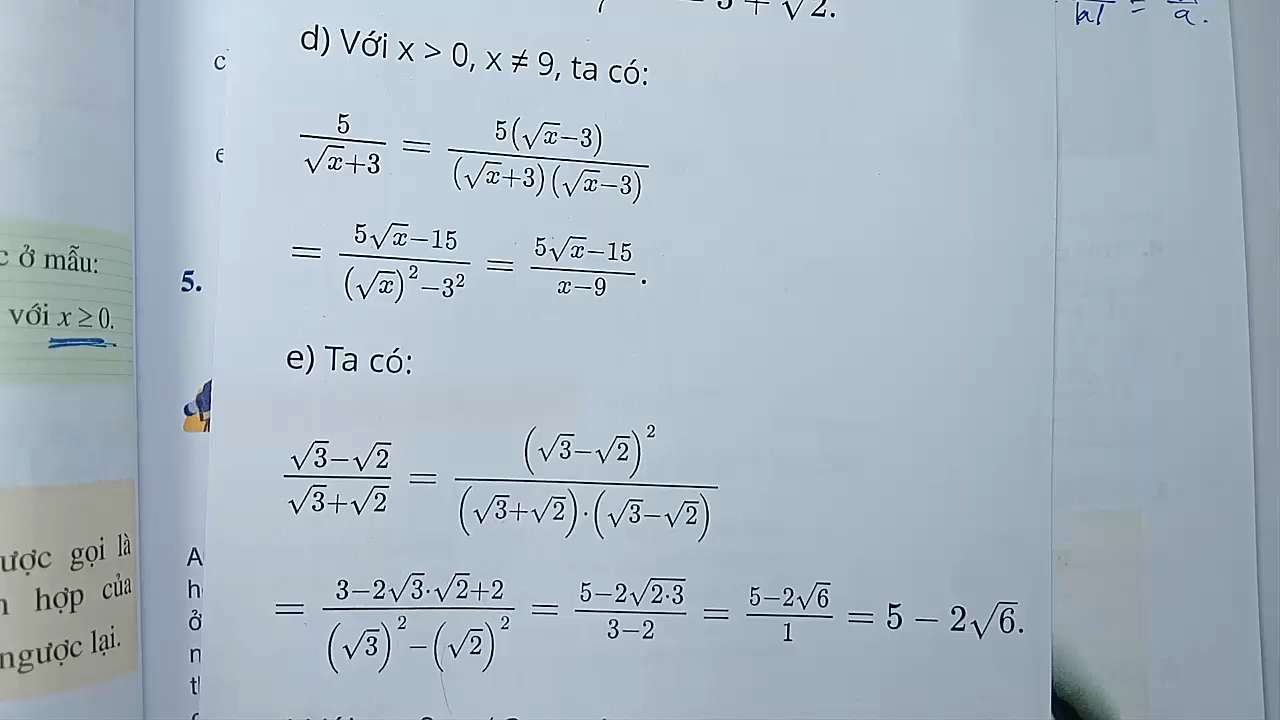 d) Với x > 0, x ≠ 9, ta có:
5/(√x+3) = 5(√x−3)/((√x+3)(√x−3))
= (5√x−15)/((√x)²−3²) = (5√x−15)/(x−9).
e) Ta có:
(√3−√2)/(√3+√2) = (√3−√2)²/((√3+√2)·(√3−√2))
= (3−2√3·√2+2)/((√3)²−(√2)²) = (5−2√(2·3))/(3−2) = (5−2√6)/1 = 5 − 2√6.
ở mẫu:
với x ≥ 0.
gọi là
hợp của
ngược lại.
5.